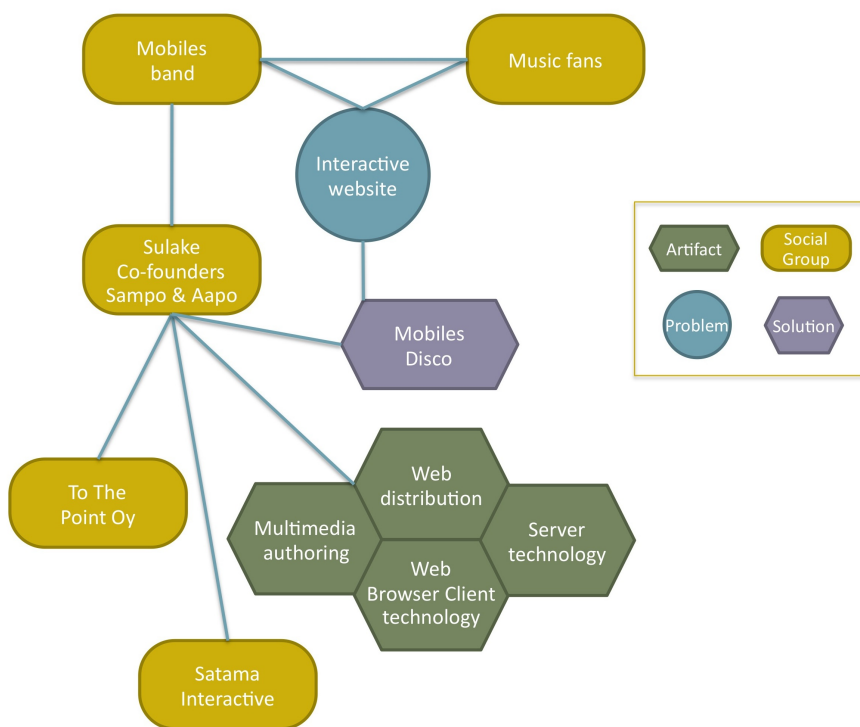 Mobiles
band
Music fans
Interactive
website
Sulake
Co-founders
Sampo & Aapo
Artifact
Social
Group
Problem
Solution
Mobiles
Disco
To The
Point Oy
Web
distribution
Multimedia
authoring
Server
technology
Web
Browser Client
technology
Satama
Interactive